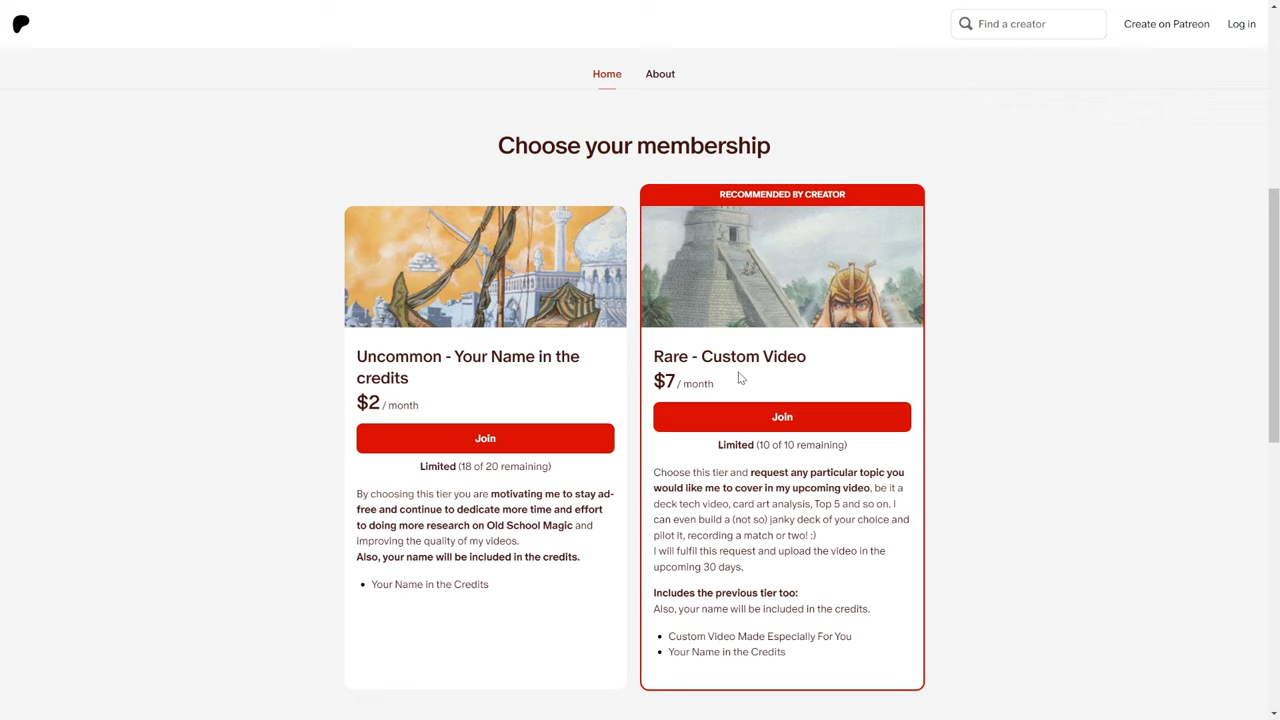 Find a creator
Create on Patreon
Log in
Home
About
Choose your membership
Uncommon - Your Name in the
credits
$2 / month
Join
Limited (18 of 20 remaining)
By choosing this tier you are motivating me to stay ad-
free and continue to dedicate more time and effort
to doing more research on Old School Magic and
improving the quality of my videos.
Also, your name will be included in the credits.
• Your Name in the Credits
RECOMMENDED BY CREATOR
Rare - Custom Video
$7 / month
Join
Limited (10 of 10 remaining)
Choose this tier and request any particular topic you
would like me to cover in my upcoming video, be it a
deck tech video, card art analysis, Top 5 and so on. I
can even build a (not so) janky deck of your choice and
pilot it, recording a match or two! :)
I will fulfil this request and upload the video in the
upcoming 30 days.
Includes the previous tier too:
Also, your name will be included in the credits.
• Custom Video Made Especially For You
• Your Name in the Credits